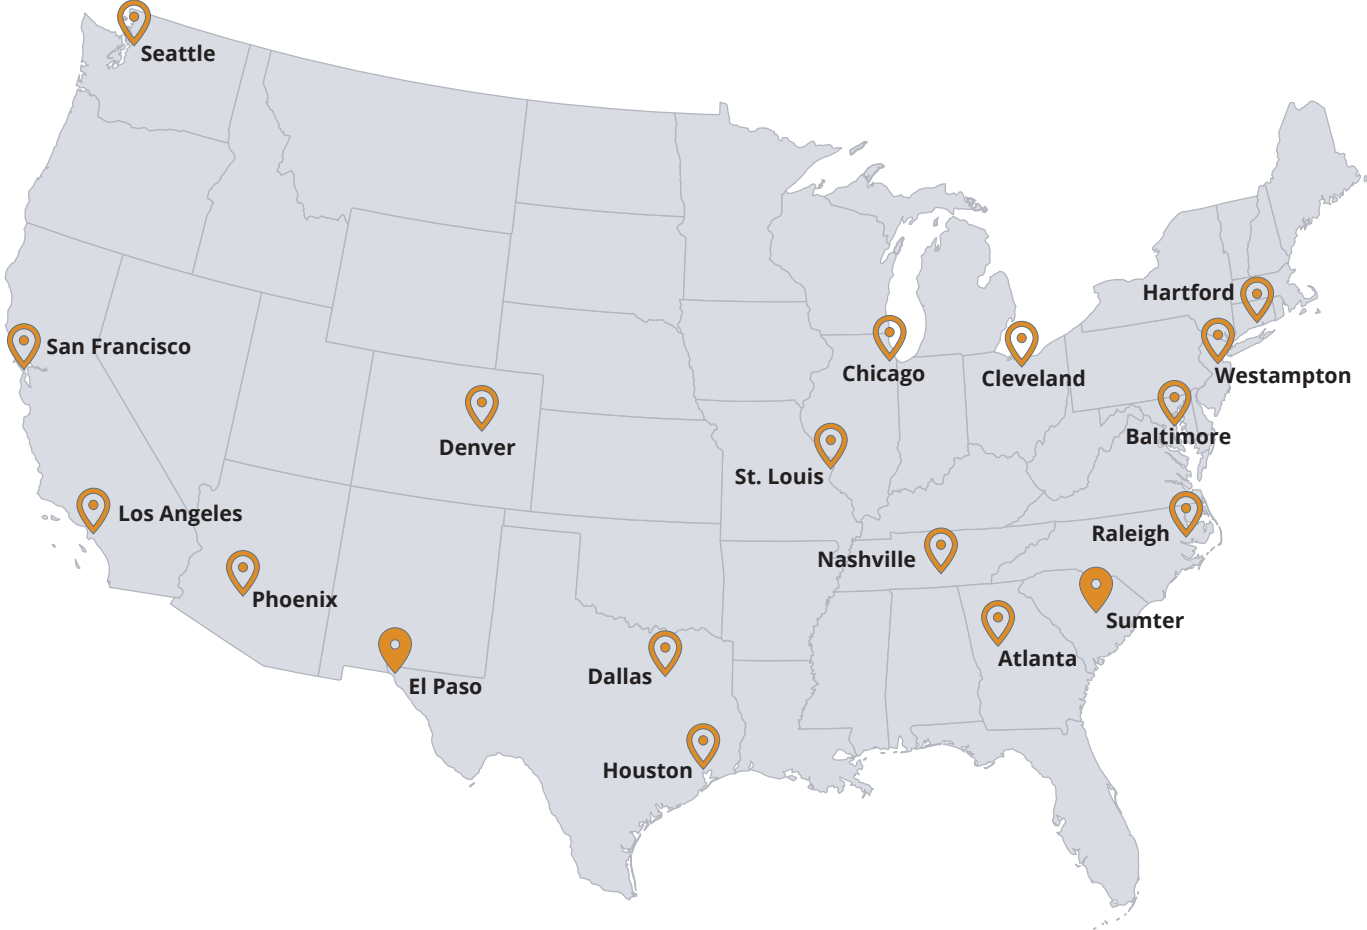 Seattle
Hartford
San Francisco
Chicago
Cleveland
Westampton
Baltimore
Denver
St. Louis
Los Angeles
Raleigh
Nashville
Phoenix
Sumter
Atlanta
Dallas
El Paso
Houston